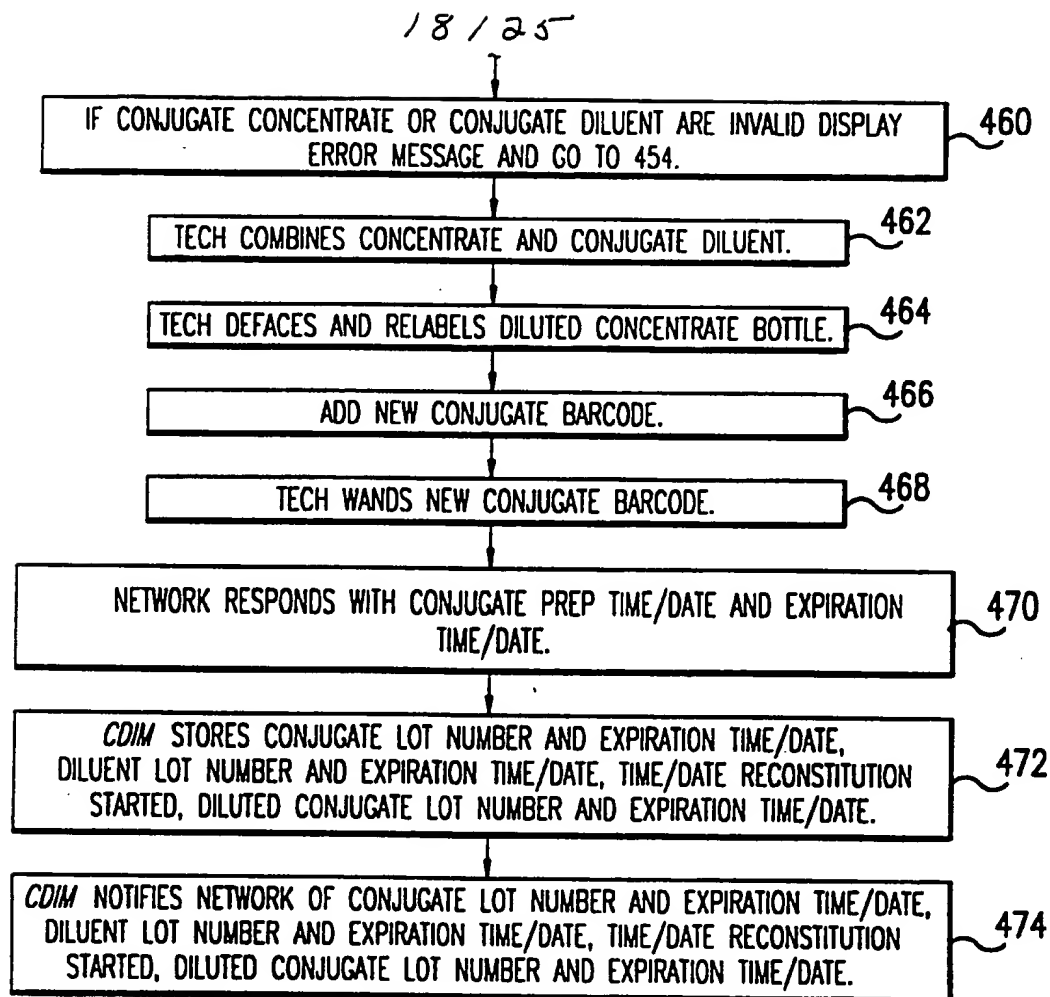 18/25
IF CONJUGATE CONCENTRATE OR CONJUGATE DILUENT ARE INVALID DISPLAY
ERROR MESSAGE AND GO TO 454.
460
TECH COMBINES CONCENTRATE AND CONJUGATE DILUENT.
462
TECH DEFACES AND RELABELS DILUTED CONCENTRATE BOTTLE.
464
ADD NEW CONJUGATE BARCODE.
466
TECH WANDS NEW CONJUGATE BARCODE.
468
NETWORK RESPONDS WITH CONJUGATE PREP TIME/DATE AND EXPIRATION
TIME/DATE.
470
CDIM STORES CONJUGATE LOT NUMBER AND EXPIRATION TIME/DATE,
DILUENT LOT NUMBER AND EXPIRATION TIME/DATE, TIME/DATE RECONSTITUTION
STARTED, DILUTED CONJUGATE LOT NUMBER AND EXPIRATION TIME/DATE.
472
CDIM NOTIFIES NETWORK OF CONJUGATE LOT NUMBER AND EXPIRATION TIME/DATE,
DILUENT LOT NUMBER AND EXPIRATION TIME/DATE, TIME/DATE RECONSTITUTION
STARTED, DILUTED CONJUGATE LOT NUMBER AND EXPIRATION TIME/DATE.
474